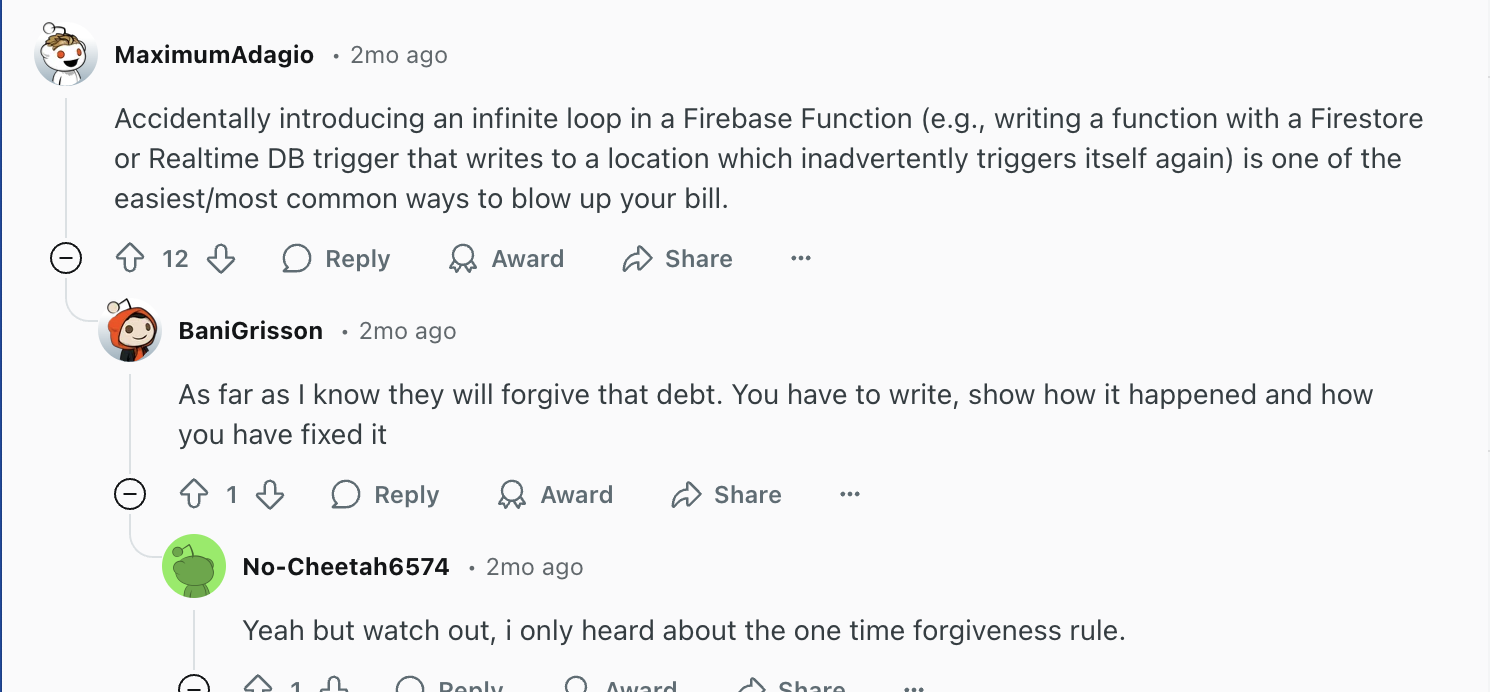 MaximumAdagio • 2mo ago
Accidentally introducing an infinite loop in a Firebase Function (e.g., writing a function with a Firestore
or Realtime DB trigger that writes to a location which inadvertently triggers itself again) is one of the
easiest/most common ways to blow up your bill.
12 Reply Award Share ...
BaniGrisson • 2mo ago
As far as I know they will forgive that debt. You have to write, show how it happened and how
you have fixed it
1 Reply Award Share ...
No-Cheetah6574 • 2mo ago
Yeah but watch out, i only heard about the one time forgiveness rule.
1 Reply Award Share ...